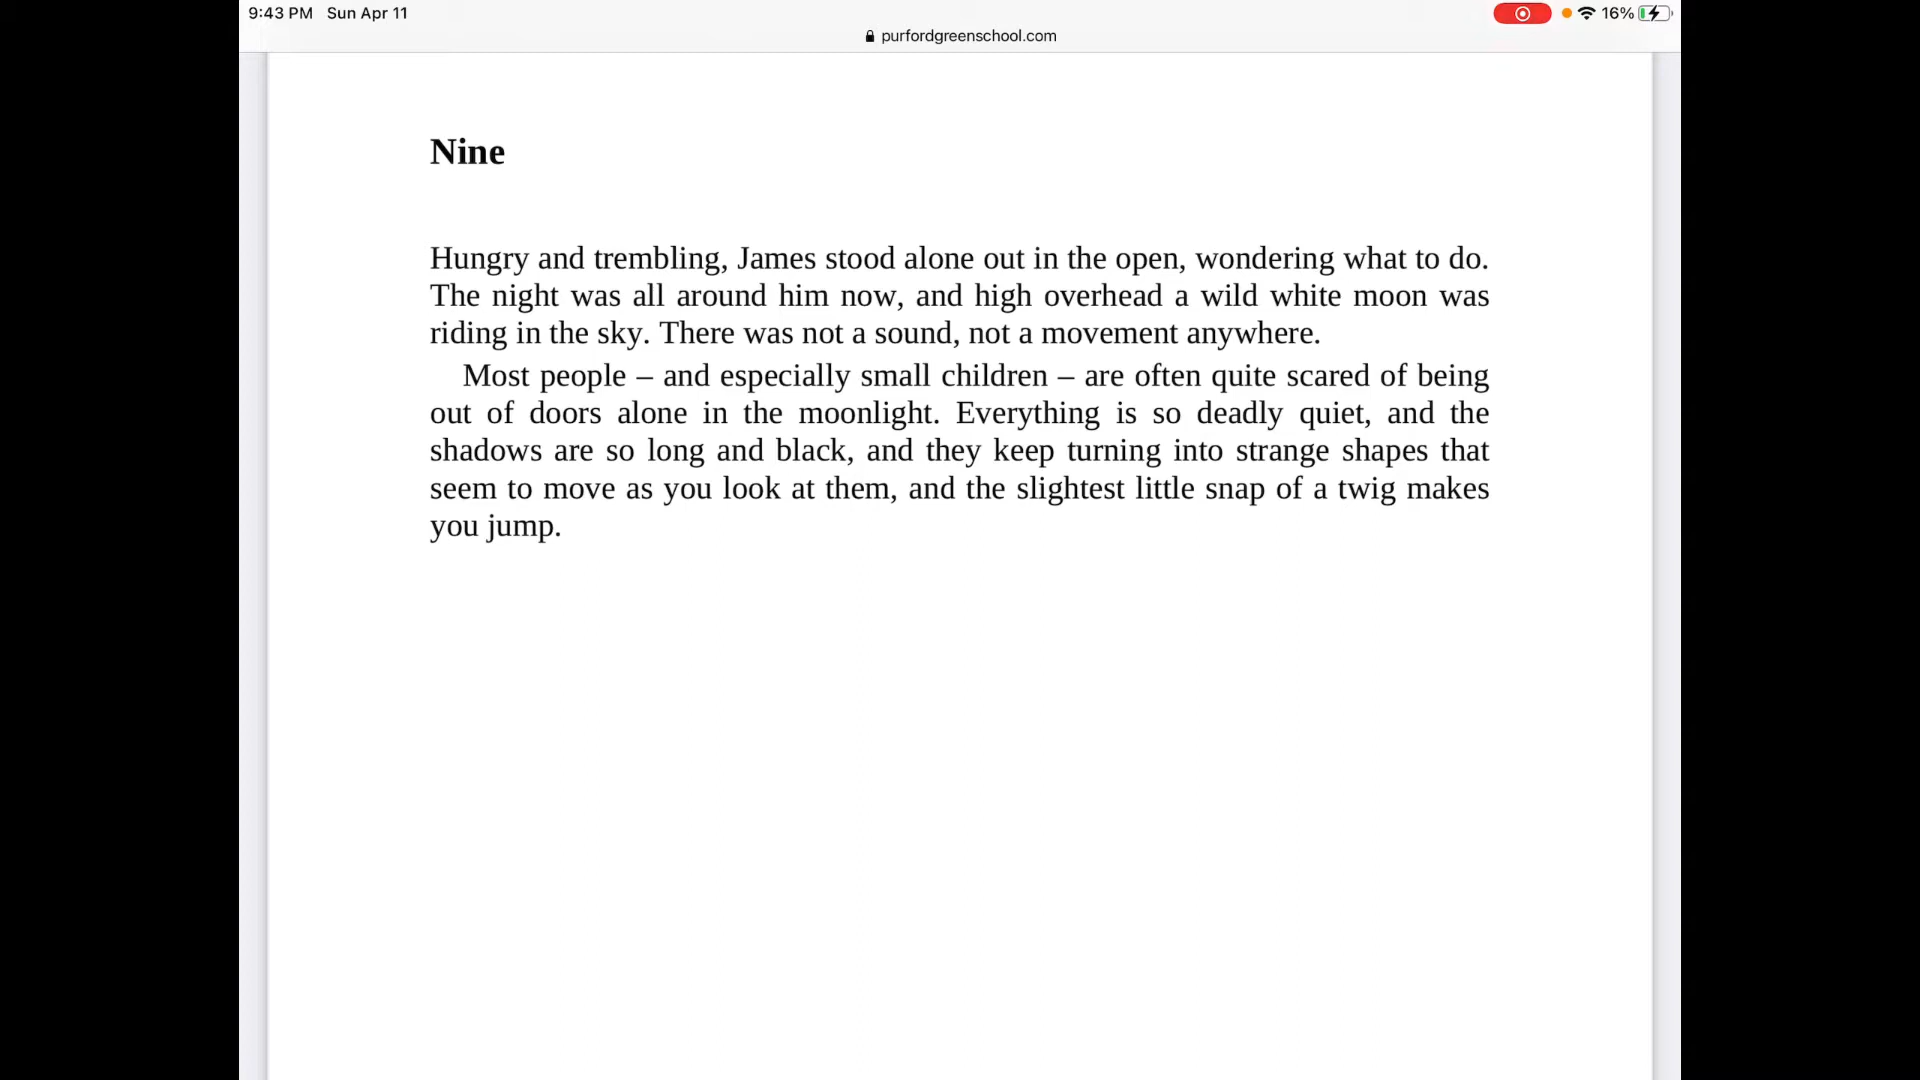 9:43 PM Sun Apr 11
16%
purfordgreenschool.com
Nine
Hungry and trembling, James stood alone out in the open, wondering what to do.
The night was all around him now, and high overhead a wild white moon was
riding in the sky. There was not a sound, not a movement anywhere.
Most people – and especially small children – are often quite scared of being
out of doors alone in the moonlight. Everything is so deadly quiet, and the
shadows are so long and black, and they keep turning into strange shapes that
seem to move as you look at them, and the slightest little snap of a twig makes
you jump.